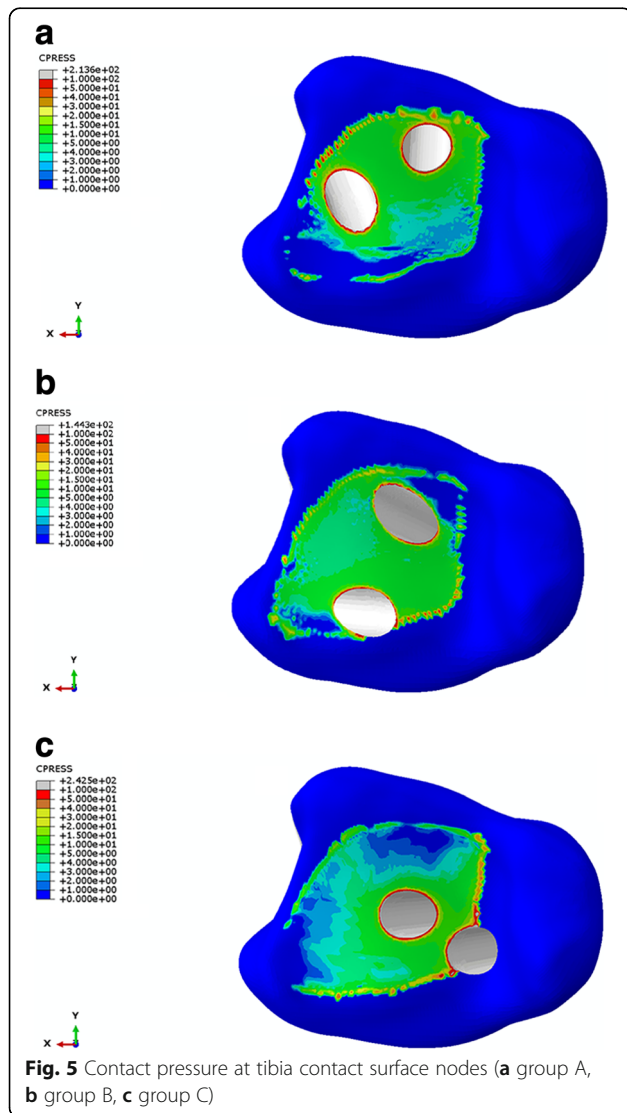 a
CPRESS
+2.136e+02
+1.000e+02
+5.000e+01
+4.000e+01
+3.000e+01
+2.000e+01
+1.500e+01
+1.000e+01
+5.000e+00
+4.000e+00
+3.000e+00
+2.000e+00
+1.000e+00
+0.000e+00
Y
X
b
CPRESS
+1.443e+02
+1.000e+02
+5.000e+01
+4.000e+01
+3.000e+01
+2.000e+01
+1.500e+01
+1.000e+01
+5.000e+00
+4.000e+00
+3.000e+00
+2.000e+00
+1.000e+00
+0.000e+00
Y
X
c
CPRESS
+2.425e+02
+1.000e+02
+5.000e+01
+4.000e+01
+3.000e+01
+2.000e+01
+1.500e+01
+1.000e+01
+5.000e+00
+4.000e+00
+3.000e+00
+2.000e+00
+1.000e+00
+0.000e+00
Y
X
Fig. 5 Contact pressure at tibia contact surface nodes (a group A,
b group B, c group C)